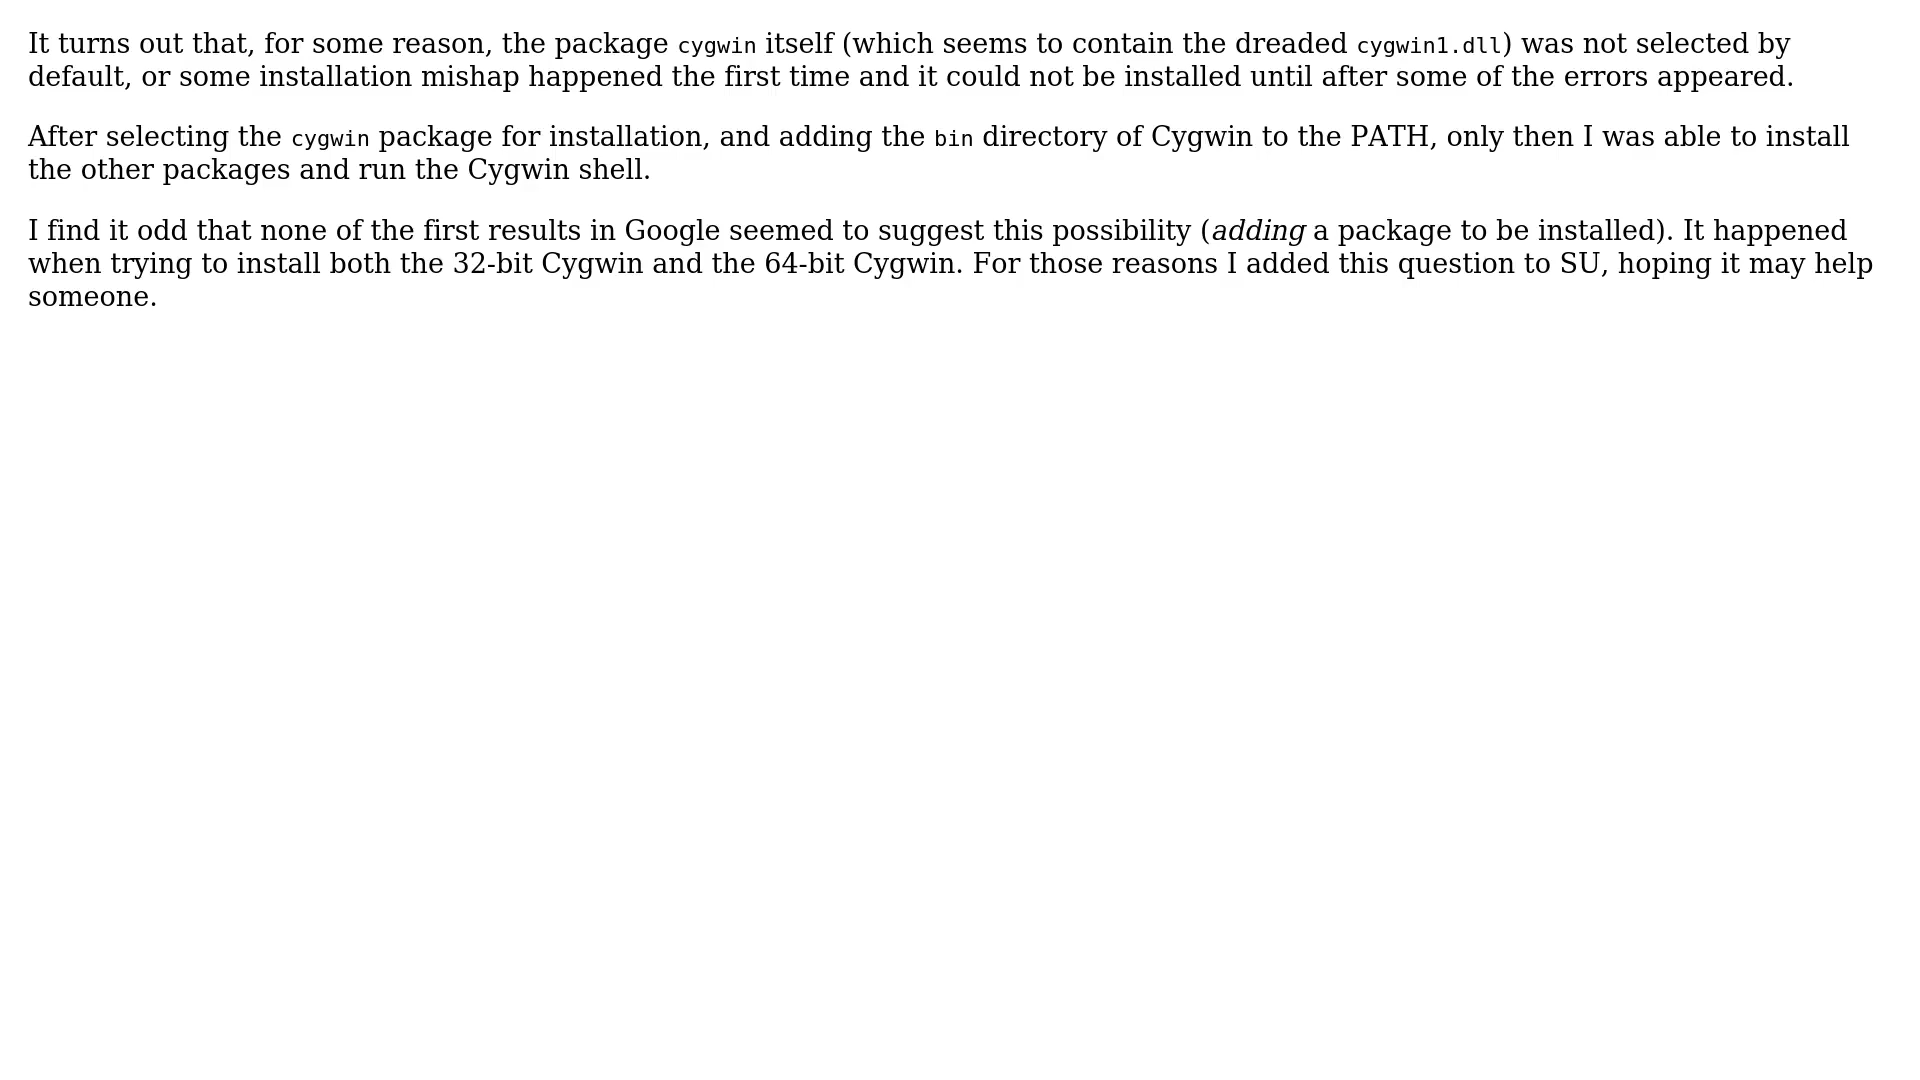 It turns out that, for some reason, the package cygwin itself (which seems to contain the dreaded cygwin1.dll) was not selected by
default, or some installation mishap happened the first time and it could not be installed until after some of the errors appeared.
After selecting the cygwin package for installation, and adding the bin directory of Cygwin to the PATH, only then I was able to install
the other packages and run the Cygwin shell.
I find it odd that none of the first results in Google seemed to suggest this possibility (adding a package to be installed). It happened
when trying to install both the 32-bit Cygwin and the 64-bit Cygwin. For those reasons I added this question to SU, hoping it may help
someone.